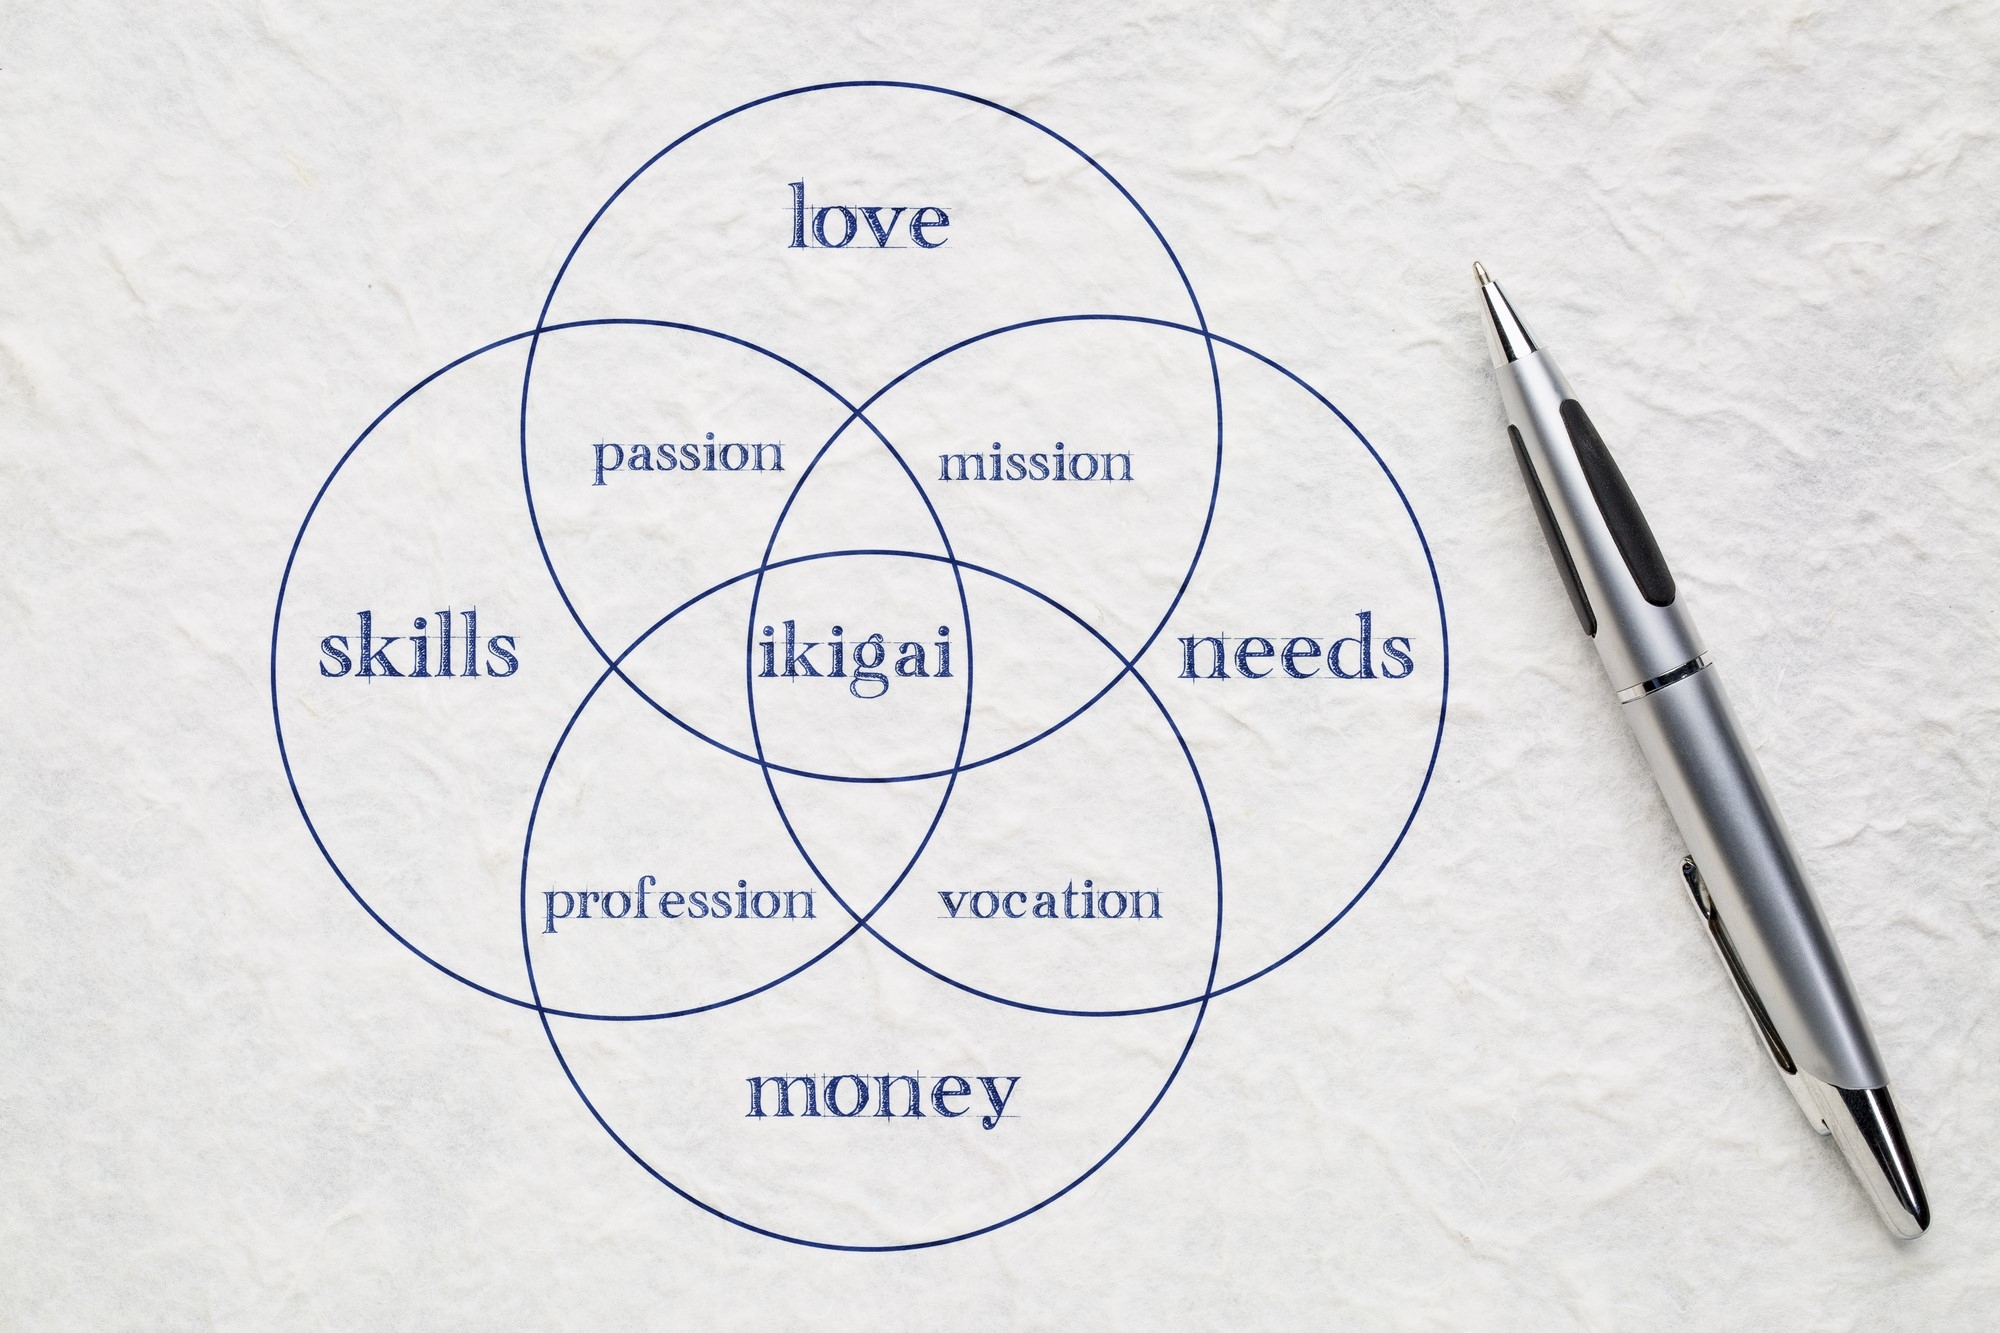 love
passion
mission
skills
ikigai
needs
profession
vocation
money